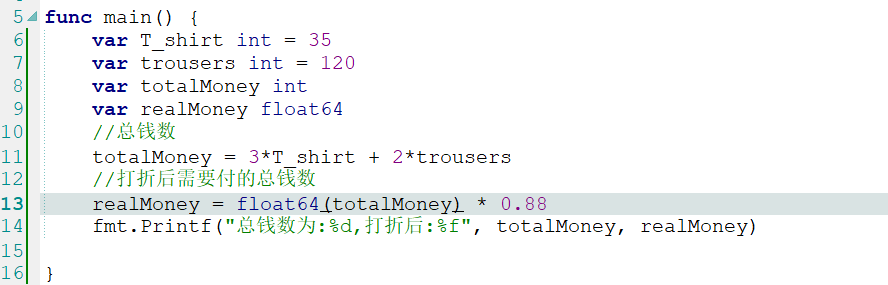 5 func main() {
6 var T_shirt int = 35
7 var trousers int = 120
8 var totalMoney int
9 var realMoney float64
10 //总钱数
11 totalMoney = 3*T_shirt + 2*trousers
12 //打折后需要付的总钱数
13 realMoney = float64(totalMoney) * 0.88
14 fmt.Printf("总钱数为:%d,打折后:%f", totalMoney, realMoney)
15
16 }